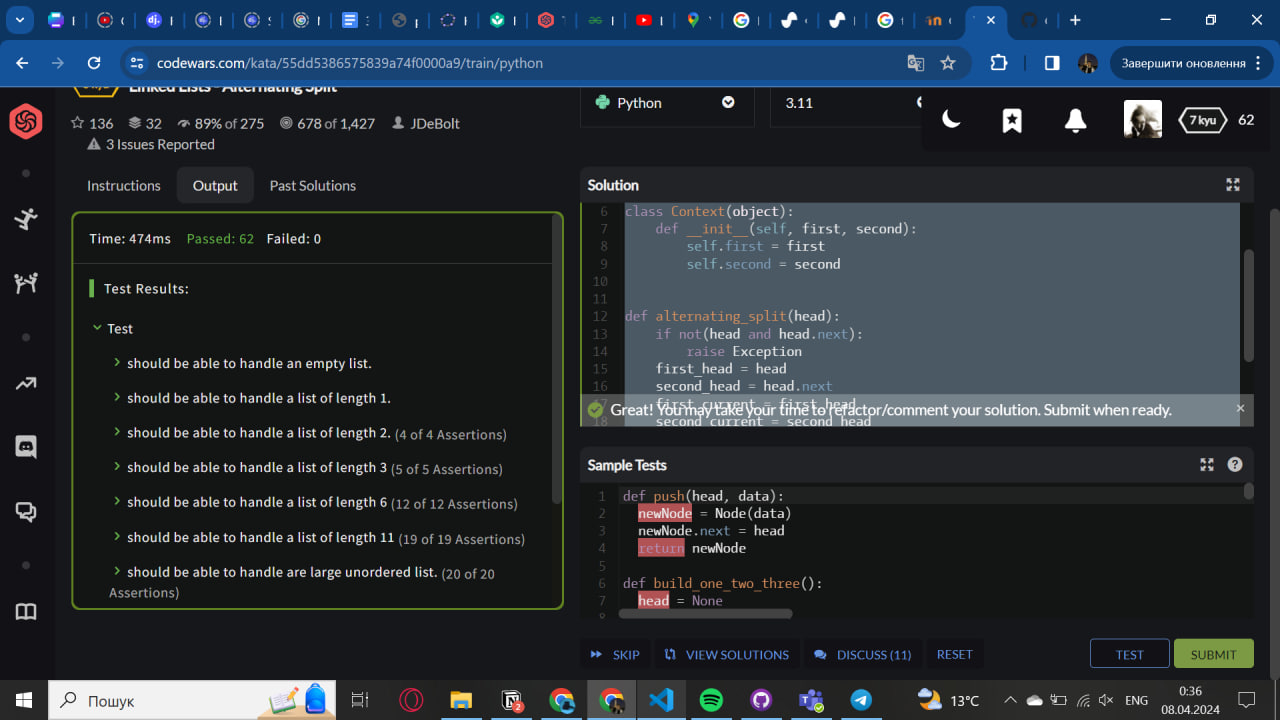 codewars.com/kata/55dd5386575839a74f0000a9/train/python
Завершити оновлення
Linked Lists - Alternating Split
136 32 89% of 275 678 of 1,427 JDeBolt
3 Issues Reported
Python
3.11
7 kyu 62
Instructions Output Past Solutions
Time: 474ms Passed: 62 Failed: 0
Test Results:
Test
should be able to handle an empty list.
should be able to handle a list of length 1.
should be able to handle a list of length 2. (4 of 4 Assertions)
should be able to handle a list of length 3 (5 of 5 Assertions)
should be able to handle a list of length 6 (12 of 12 Assertions)
should be able to handle a list of length 11 (19 of 19 Assertions)
should be able to handle are large unordered list. (20 of 20
Assertions)
Solution
6 class Context(object):
7 def __init__(self, first, second):
8 self.first = first
9 self.second = second
10
11
12 def alternating_split(head):
13 if not(head and head.next):
14 raise Exception
15 first_head = head
16 second_head = head.next
17 first_current = first_head
Great! You may take your time to refactor/comment your solution. Submit when ready.
18 second_current = second_head
Sample Tests
1 def push(head, data):
2 newNode = Node(data)
3 newNode.next = head
4 return newNode
5
6 def build_one_two_three():
7 head = None
8
SKIP VIEW SOLUTIONS DISCUSS (11) RESET TEST SUBMIT
Пошук
2
13°C
ENG
0:36
08.04.2024